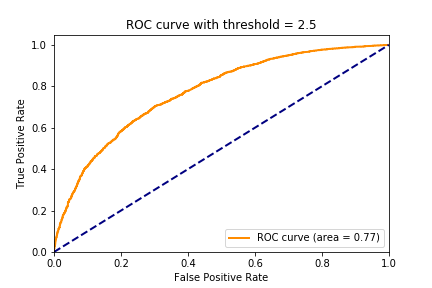 ROC curve with threshold = 2.5
True Positive Rate
1.0
0.8
0.6
0.4
0.2
0.0
ROC curve (area = 0.77)
0.0 0.2 0.4 0.6 0.8 1.0
False Positive Rate